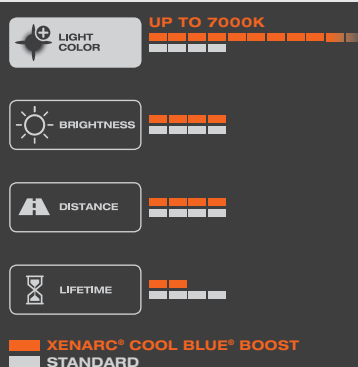 UP TO 7000K
LIGHT
COLOR
BRIGHTNESS
DISTANCE
LIFETIME
XENARC® COOL BLUE® BOOST
STANDARD